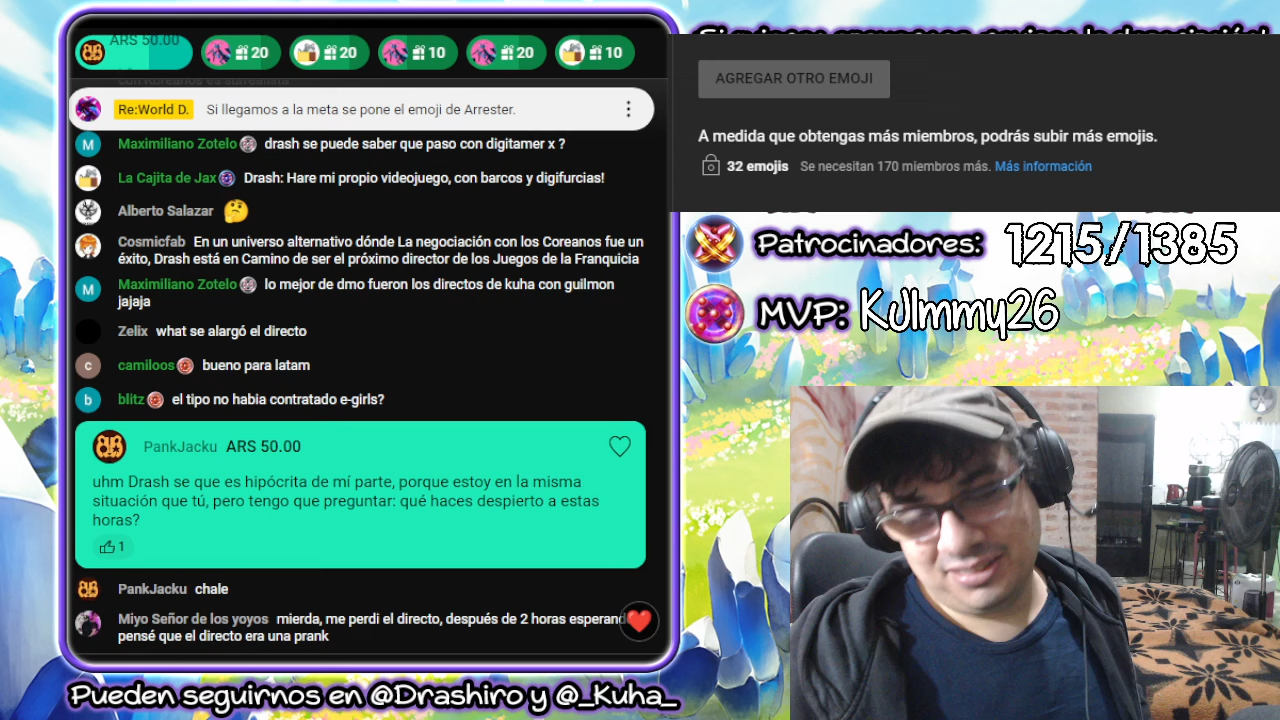 ARS 50.00
20
20
10
20
10
Re:World D. Si llegamos a la meta se pone el emoji de Arrester.
M Maximiliano Zotelo drash se puede saber que paso con digitamer x ?
La Cajita de Jax Drash: Hare mi propio videojuego, con barcos y digifurcias!
Alberto Salazar 🤔
Cosmicfab En un universo alternativo dónde La negociación con los Coreanos fue un
éxito, Drash está en Camino de ser el próximo director de los Juegos de la Franquicia
M Maximiliano Zotelo lo mejor de dmo fueron los directos de kuha con guilmon
jajaja
Zelix what se alargó el directo
c camiloos bueno para latam
b blitz el tipo no habia contratado e-girls?
PankJacku ARS 50.00
uhm Drash se que es hipócrita de mí parte, porque estoy en la misma
situación que tú, pero tengo que preguntar: qué haces despierto a estas
horas?
1
PankJacku chale
Miyo Señor de los yoyos mierda, me perdi el directo, después de 2 horas esperand
pensé que el directo era una prank
Pueden seguirnos en @Drashiro y @_Kuha_
AGREGAR OTRO EMOJI
A medida que obtengas más miembros, podrás subir más emojis.
32 emojis Se necesitan 170 miembros más. Más información
Patrocinadores: 1215/1385
MVP: KJImmy26